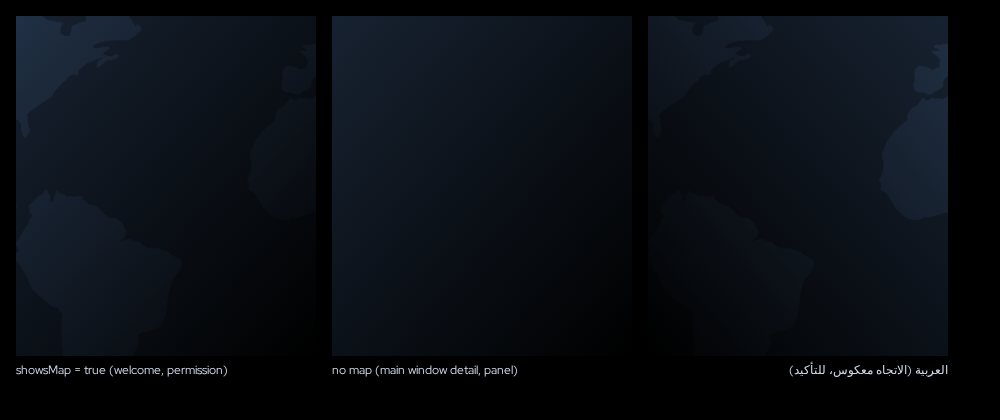 showsMap = true (welcome, permission)
no map (main window detail, panel)
العربية (الاتجاه معكوس، للتأكيد)